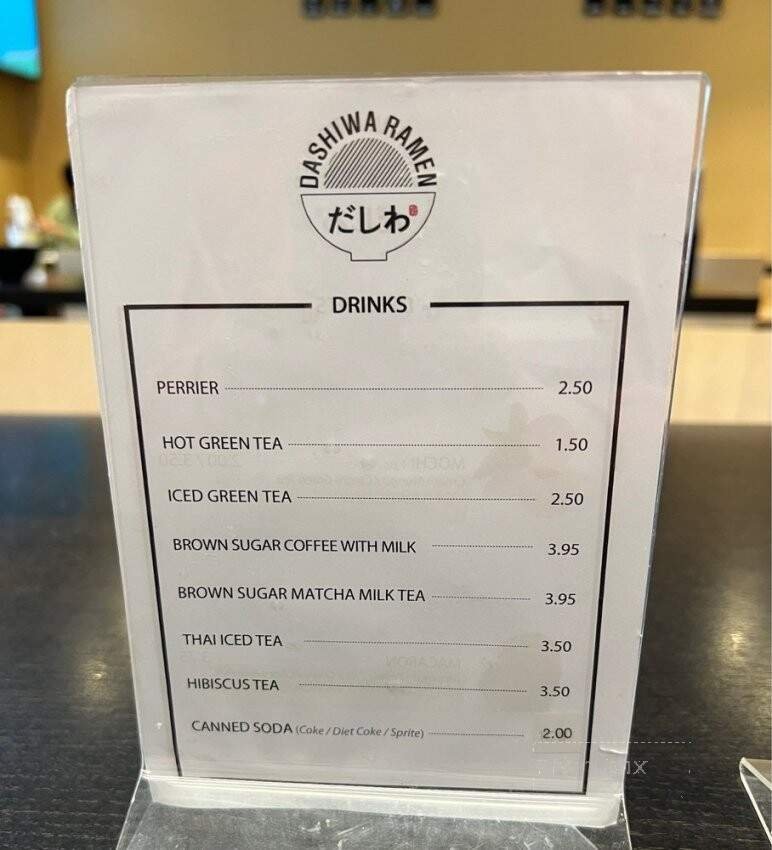 DASHIWA RAMEN
だしわ
DRINKS
PERRIER 2.50
HOT GREEN TEA 1.50
ICED GREEN TEA 2.50
BROWN SUGAR COFFEE WITH MILK 3.95
BROWN SUGAR MATCHA MILK TEA 3.95
THAI ICED TEA 3.50
HIBISCUS TEA 3.50
CANNED SODA (Coke / Diet Coke / Sprite) 2.00